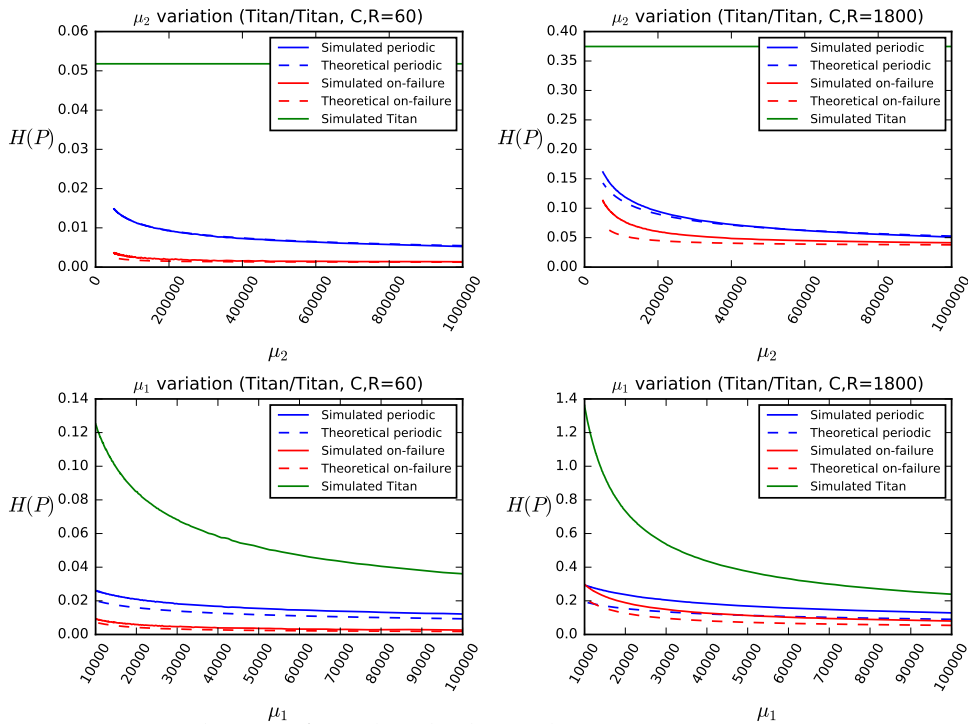 μ₂ variation (Titan/Titan, C,R=60)
0.06
0.05
0.04
0.03
0.02
0.01
0.00
H(P)
Simulated periodic
Theoretical periodic
Simulated on-failure
Theoretical on-failure
Simulated Titan
0
200000
400000
600000
800000
1000000
μ₂
μ₂ variation (Titan/Titan, C,R=1800)
0.40
0.35
0.30
0.25
0.20
0.15
0.10
0.05
0.00
H(P)
Simulated periodic
Theoretical periodic
Simulated on-failure
Theoretical on-failure
Simulated Titan
0
200000
400000
600000
800000
1000000
μ₂
μ₁ variation (Titan/Titan, C,R=60)
0.14
0.12
0.10
0.08
0.06
0.04
0.02
0.00
H(P)
Simulated periodic
Theoretical periodic
Simulated on-failure
Theoretical on-failure
Simulated Titan
10000
20000
30000
40000
50000
60000
70000
80000
90000
100000
μ₁
μ₁ variation (Titan/Titan, C,R=1800)
1.4
1.2
1.0
0.8
0.6
0.4
0.2
0.0
H(P)
Simulated periodic
Theoretical periodic
Simulated on-failure
Theoretical on-failure
Simulated Titan
10000
20000
30000
40000
50000
60000
70000
80000
90000
100000
μ₁